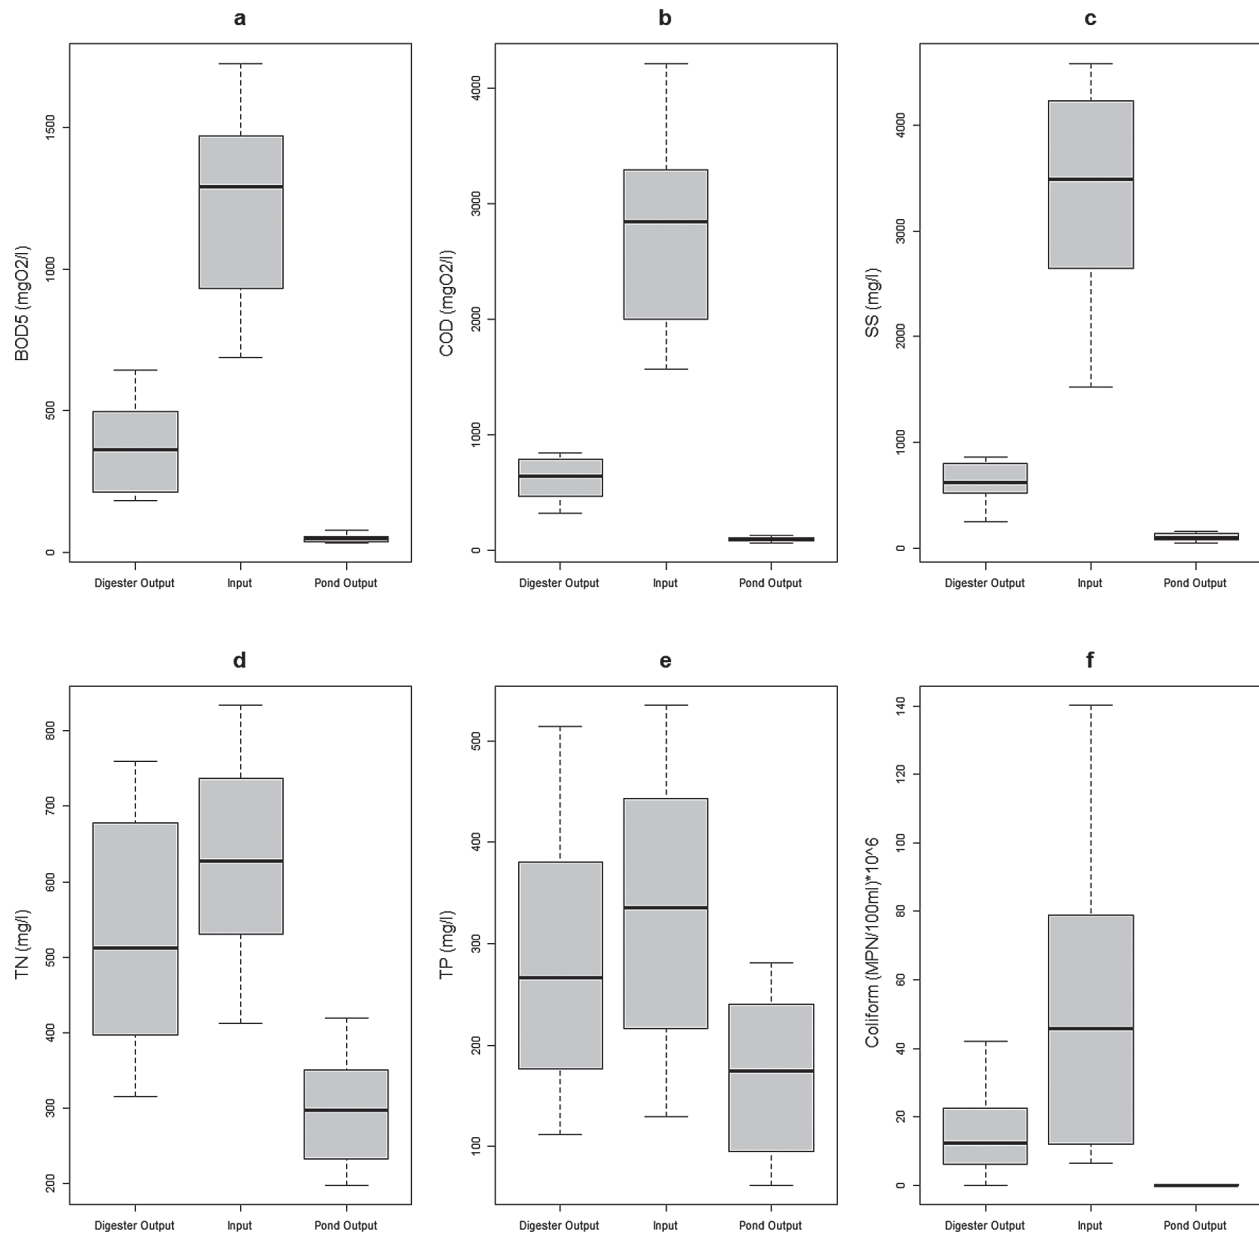 a
BOD5 (mgO2/l)
1500
1000
500
0
Digester Output Input Pond Output
b
COD (mgO2/l)
4000
3000
2000
1000
0
Digester Output Input Pond Output
c
SS (mg/l)
4000
3000
2000
1000
0
Digester Output Input Pond Output
d
TN (mg/l)
800
700
600
500
400
300
200
Digester Output Input Pond Output
e
TP (mg/l)
500
400
300
200
100
Digester Output Input Pond Output
f
Coliform (MPN/100ml)*10^6
140
120
100
80
60
40
20
0
Digester Output Input Pond Output